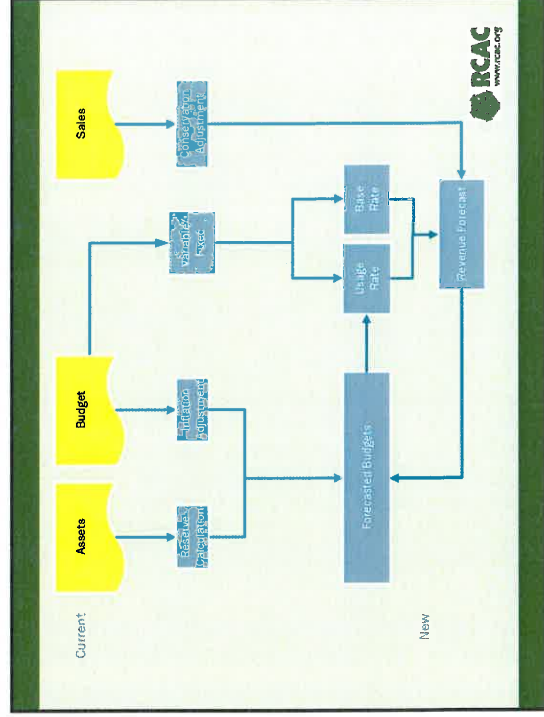 Current
Assets
Budget
Sales
Reserve
Calculation
Inflation
Adjustment
Variable/
Fixed
Conservation
Adjustment
Usage
Rate
Base
Rate
New
Forecasted Budgets
Revenue Forecast
RCAC
www.rcac.org